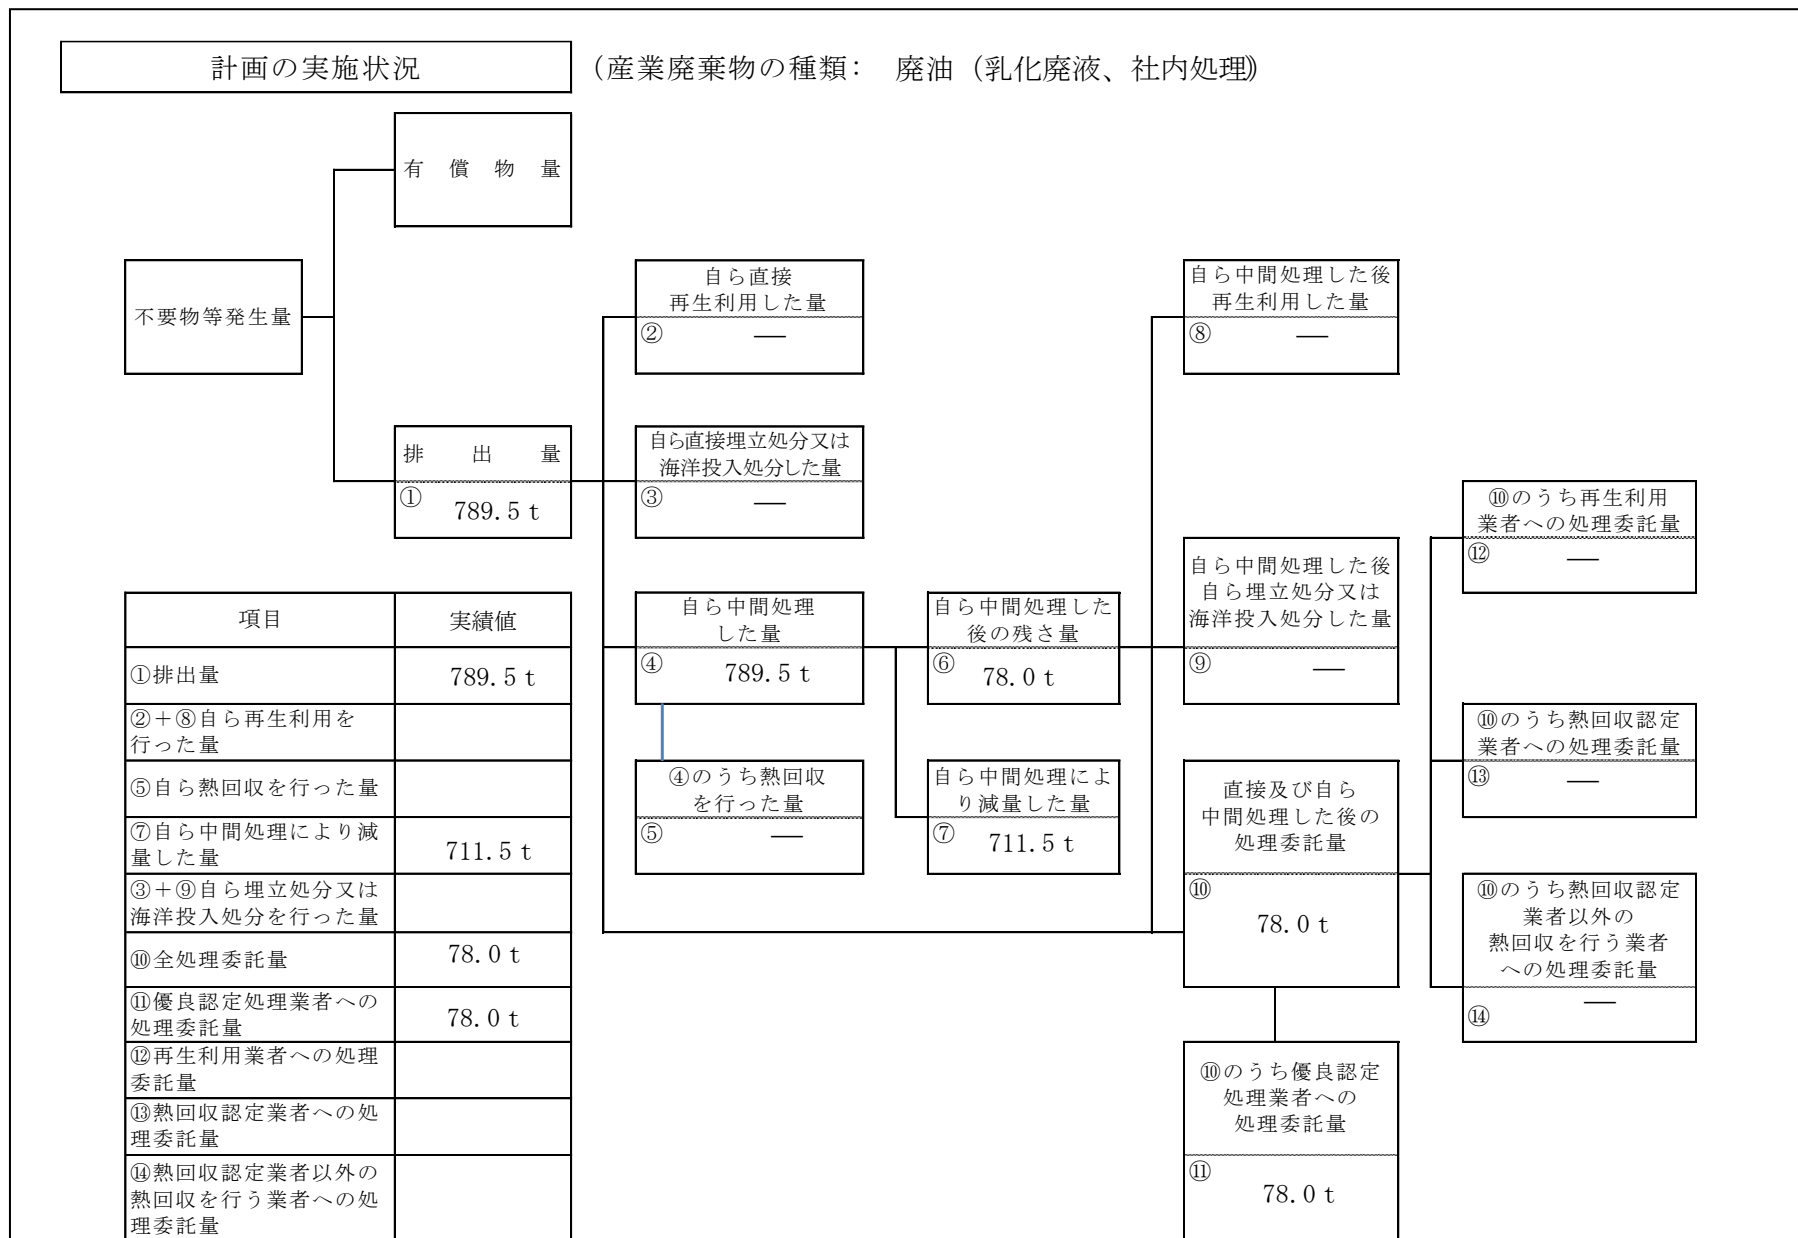 計画の実施状況
（産業廃棄物の種類：　廃油（乳化廃液、社内処理）)
有償物量
不要物等発生量
自ら直接
再生利用した量
②　―
自ら中間処理した後
再生利用した量
⑧　―
排出量
①　789.5 t
自ら直接埋立処分又は
海洋投入処分した量
③　―
⑩のうち再生利用
業者への処理委託量
⑫　―
自ら中間処理した後
自ら埋立処分又は
海洋投入処分した量
⑨　―
自ら中間処理
した量
④　789.5 t
自ら中間処理した
後の残さ量
⑥　78.0 t
⑩のうち熱回収認定
業者への処理委託量
⑬　―
④のうち熱回収
を行った量
⑤　―
自ら中間処理によ
り減量した量
⑦　711.5 t
直接及び自ら
中間処理した後の
処理委託量
⑩　78.0 t
⑩のうち熱回収認定
業者以外の
熱回収を行う業者
への処理委託量
⑭　―
⑩のうち優良認定
処理業者への
処理委託量
⑪　78.0 t
項目　実績値
①排出量　789.5 t
②＋⑧自ら再生利用を
行った量
⑤自ら熱回収を行った量
⑦自ら中間処理により減
量した量　711.5 t
③＋⑨自ら埋立処分又は
海洋投入処分を行った量
⑩全処理委託量　78.0 t
⑪優良認定処理業者への
処理委託量　78.0 t
⑫再生利用業者への処理
委託量
⑬熱回収認定業者への処
理委託量
⑭熱回収認定業者以外の
熱回収を行う業者への処
理委託量